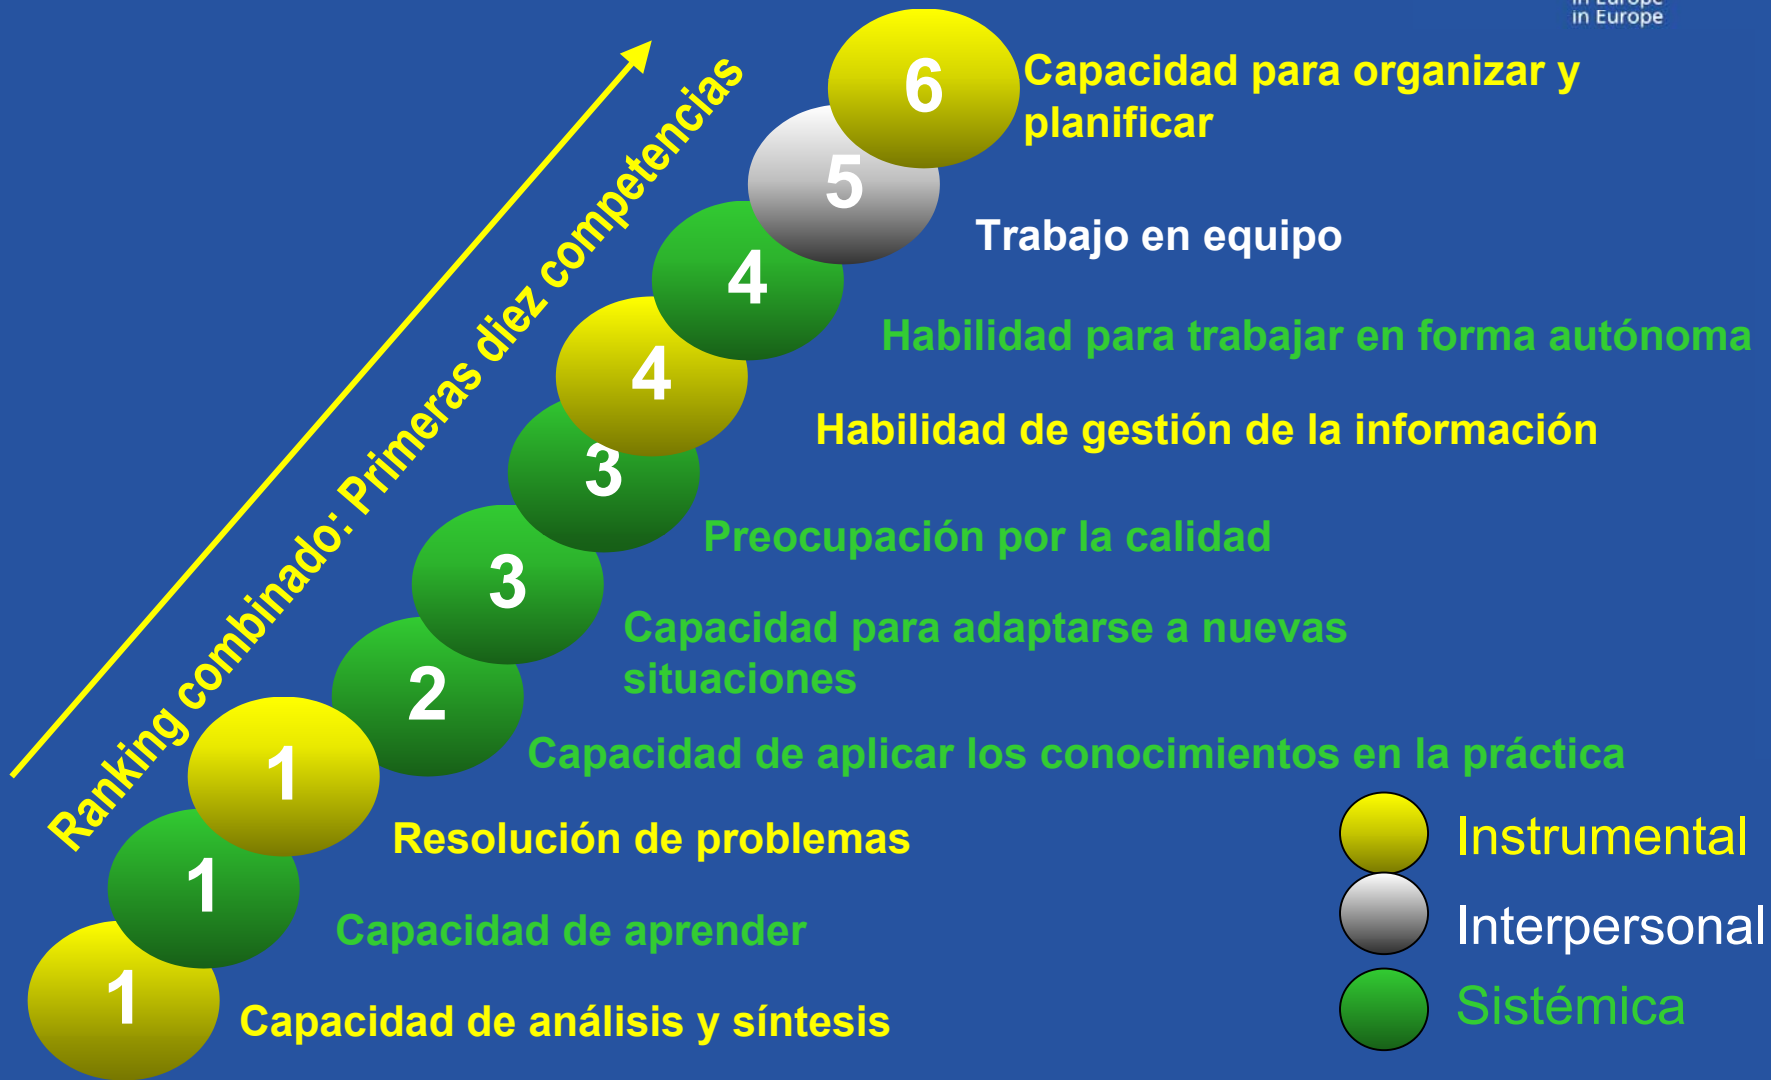 in Europe
in Europe
Ranking combinado: Primeras diez competencias
6
Capacidad para organizar y
planificar
5
Trabajo en equipo
4
Habilidad para trabajar en forma autónoma
4
Habilidad de gestión de la información
3
Preocupación por la calidad
3
Capacidad para adaptarse a nuevas
situaciones
2
Capacidad de aplicar los conocimientos en la práctica
1
Resolución de problemas
1
Capacidad de aprender
1
Capacidad de análisis y síntesis
Instrumental
Interpersonal
Sistémica